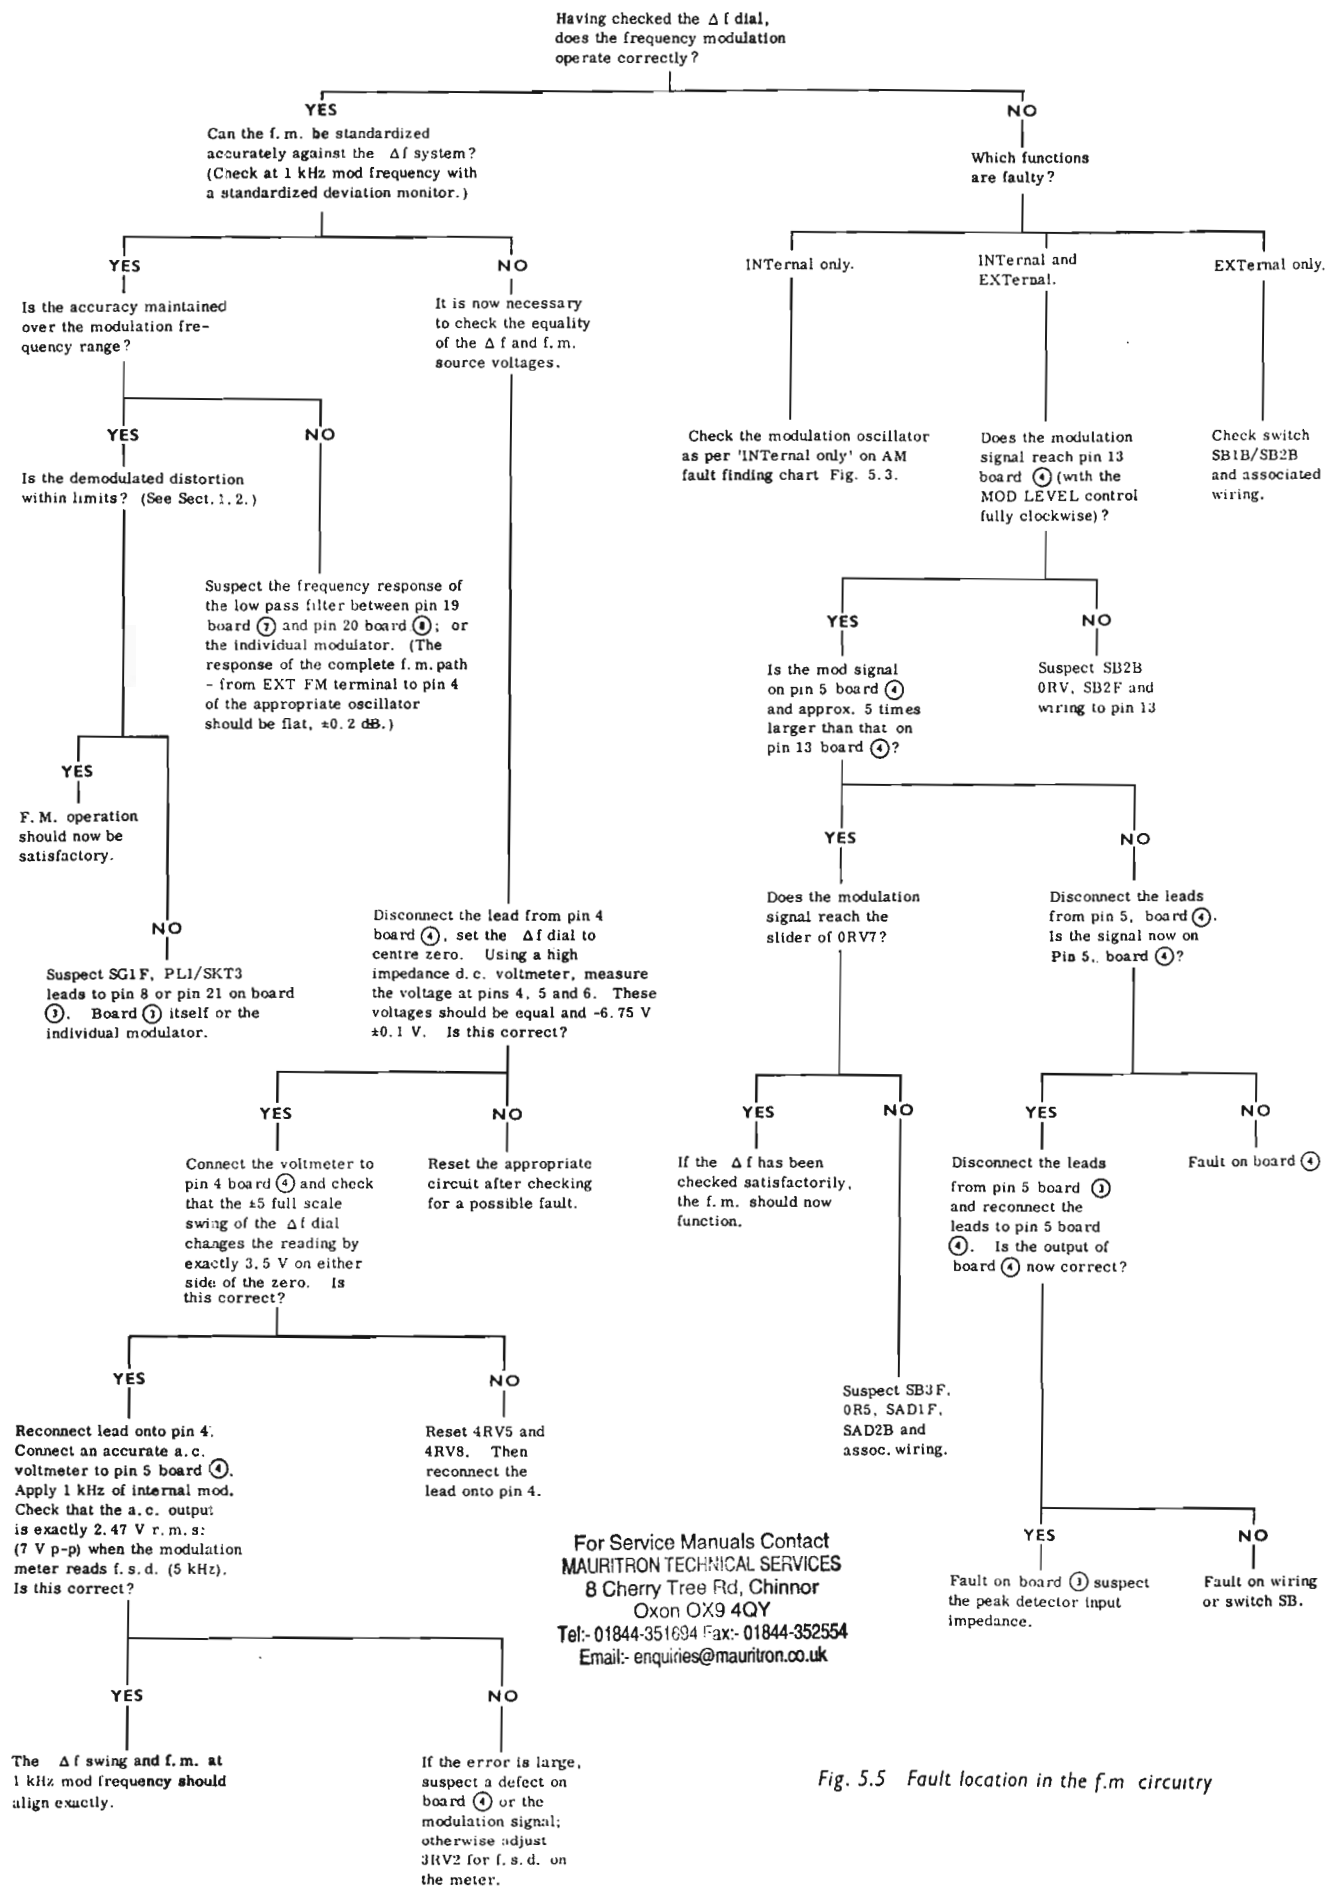 Having checked the Δ f dial,
does the frequency modulation
operate correctly?
YES
Can the f. m. be standardized
accurately against the Δf system?
(Check at 1 kHz mod frequency with
a standardized deviation monitor.)
NO
Which functions
are faulty?
YES
Is the accuracy maintained
over the modulation fre-
quency range?
NO
It is now necessary
to check the equality
of the Δ f and f. m.
source voltages.
INTernal only.
INTernal and
EXTernal.
EXTernal only.
YES
Is the demodulated distortion
within limits? (See Sect. 1. 2.)
NO
Check the modulation oscillator
as per 'INTernal only' on AM
fault finding chart Fig. 5.3.
Does the modulation
signal reach pin 13
board ④ (with the
MOD LEVEL control
fully clockwise)?
Check switch
SB1B/SB2B
and associated
wiring.
Suspect the frequency response of
the low pass filter between pin 19
board ⑦ and pin 20 board ⑧; or
the individual modulator. (The
response of the complete f. m. path
- from EXT FM terminal to pin 4
of the appropriate oscillator
should be flat, ±0. 2 dB.)
YES
Is the mod signal
on pin 5 board ④
and approx. 5 times
larger than that on
pin 13 board ④?
NO
Suspect SB2B
0RV, SB2F and
wiring to pin 13
YES
F. M. operation
should now be
satisfactory.
NO
Suspect SG1F, PL1/SKT3
leads to pin 8 or pin 21 on board
③. Board ③ itself or the
individual modulator.
Disconnect the lead from pin 4
board ④, set the Δf dial to
centre zero. Using a high
impedance d. c. voltmeter, measure
the voltage at pins 4, 5 and 6. These
voltages should be equal and -6. 75 V
±0. 1 V. Is this correct?
YES
Does the modulation
signal reach the
slider of 0RV7?
NO
Disconnect the leads
from pin 5, board ④.
Is the signal now on
Pin 5, board ④?
YES
Connect the voltmeter to
pin 4 board ④ and check
that the ±5 full scale
swing of the Δf dial
changes the reading by
exactly 3. 5 V on either
side of the zero. Is
this correct?
NO
Reset the appropriate
circuit after checking
for a possible fault.
YES
If the Δ f has been
checked satisfactorily,
the f. m. should now
function.
NO
YES
Disconnect the leads
from pin 5 board ③
and reconnect the
leads to pin 5 board
④. Is the output of
board ④ now correct?
NO
Fault on board ④
YES
Reconnect lead onto pin 4.
Connect an accurate a. c.
voltmeter to pin 5 board ④.
Apply 1 kHz of internal mod.
Check that the a. c. output
is exactly 2. 47 V r. m. s:
(7 V p-p) when the modulation
meter reads f. s. d. (5 kHz).
Is this correct?
NO
Reset 4RV5 and
4RV8. Then
reconnect the
lead onto pin 4.
Suspect SB3F.
0R5, SAD1F,
SAD2B and
assoc. wiring.
YES
Fault on board ③ suspect
the peak detector input
impedance.
NO
Fault on wiring
or switch SB.
For Service Manuals Contact
MAURITRON TECHNICAL SERVICES
8 Cherry Tree Rd, Chinnor
Oxon OX9 4QY
Tel:- 01844-351694 Fax:- 01844-352554
Email:- enquiries@mauritron.co.uk
YES
The Δ f swing and f. m. at
1 kHz mod frequency should
align exactly.
NO
If the error is large,
suspect a defect on
board ④ or the
modulation signal;
otherwise adjust
3RV2 for f. s. d. on
the meter.
Fig. 5.5 Fault location in the f.m circuitry